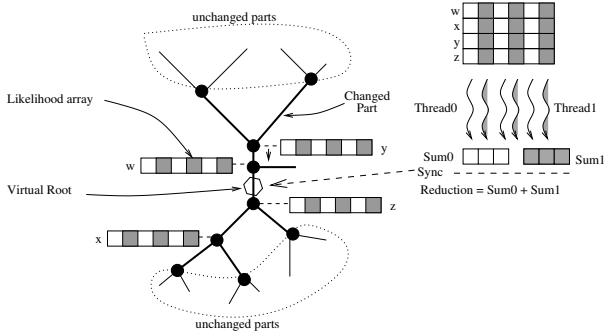 unchanged parts
w
x
y
z
Likelihood array
Changed
Part
Thread0
Thread1
y
w
Sum0
Sum1
Sync
Virtual Root
Reduction = Sum0 + Sum1
z
x
unchanged parts